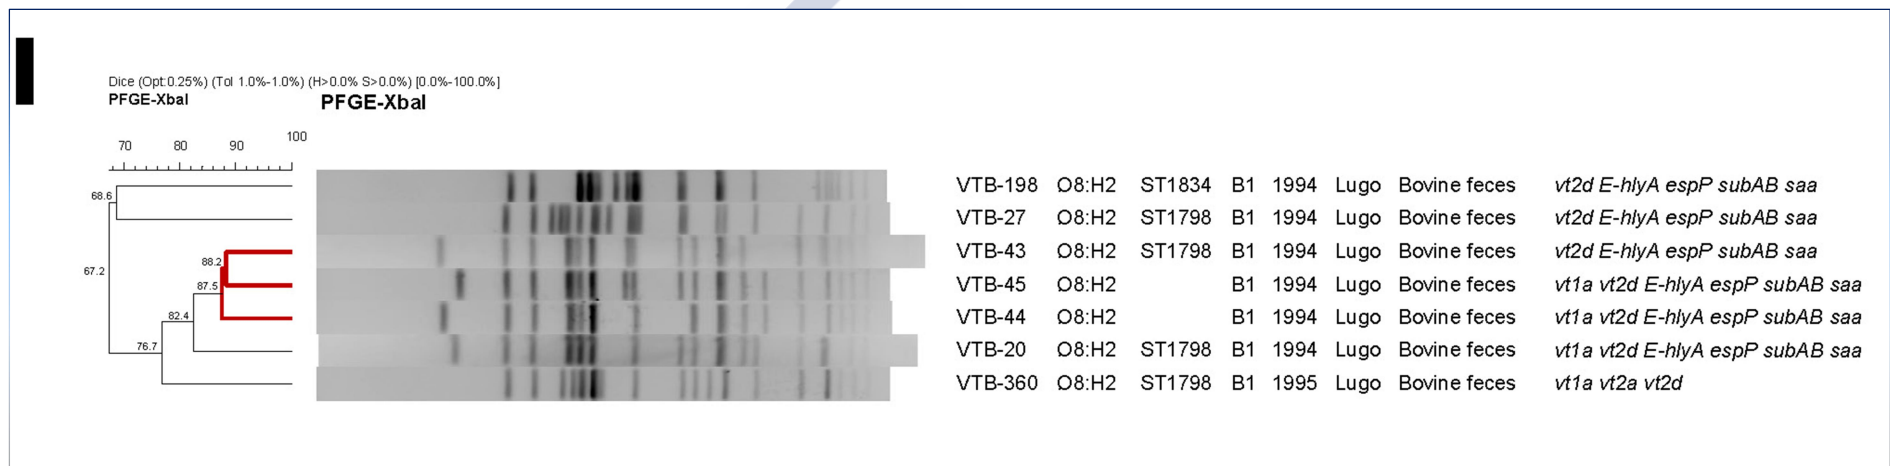 Dice (Opt:0.25%) (Tol 1.0%-1.0%) (H>0.0% S>0.0%) [0.0%-100.0%]
PFGE-XbaI PFGE-XbaI
70 80 90 100
68.6 VTB-198 O8:H2 ST1834 B1 1994 Lugo Bovine feces vt2d E-hlyA espP subAB saa
VTB-27 O8:H2 ST1798 B1 1994 Lugo Bovine feces vt2d E-hlyA espP subAB saa
VTB-43 O8:H2 ST1798 B1 1994 Lugo Bovine feces vt2d E-hlyA espP subAB saa
88.2
67.2
87.5 VTB-45 O8:H2 B1 1994 Lugo Bovine feces vt1a vt2d E-hlyA espP subAB saa
82.4 VTB-44 O8:H2 B1 1994 Lugo Bovine feces vt1a vt2d E-hlyA espP subAB saa
76.7 VTB-20 O8:H2 ST1798 B1 1994 Lugo Bovine feces vt1a vt2d E-hlyA espP subAB saa
VTB-360 O8:H2 ST1798 B1 1995 Lugo Bovine feces vt1a vt2a vt2d